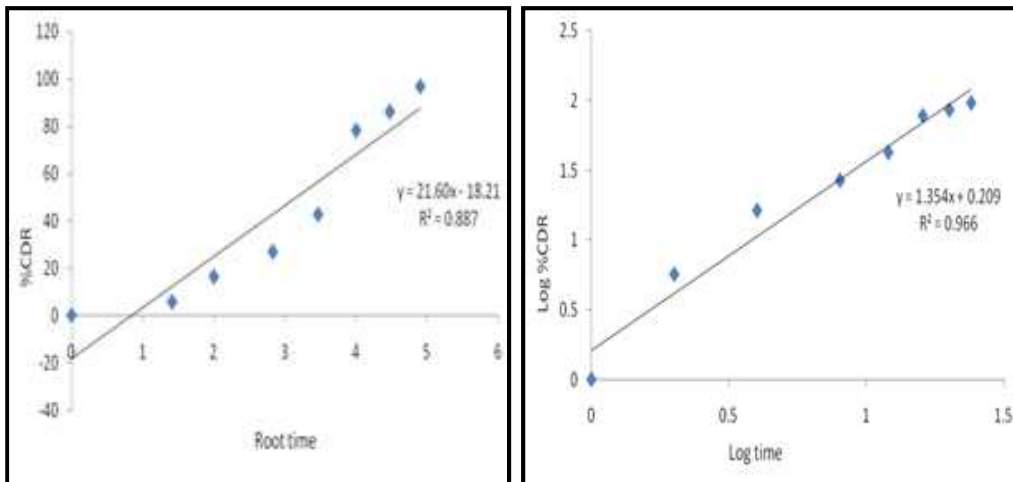 120
100
80
60
40
20
0
-20
-40
0 1 2 3 4 5 6
%CDR
Root time
y = 21.60x - 18.21
R² = 0.887
2.5
2
1.5
1
0.5
0
0 0.5 1 1.5
Log %CDR
Log time
y = 1.354x + 0.209
R² = 0.966